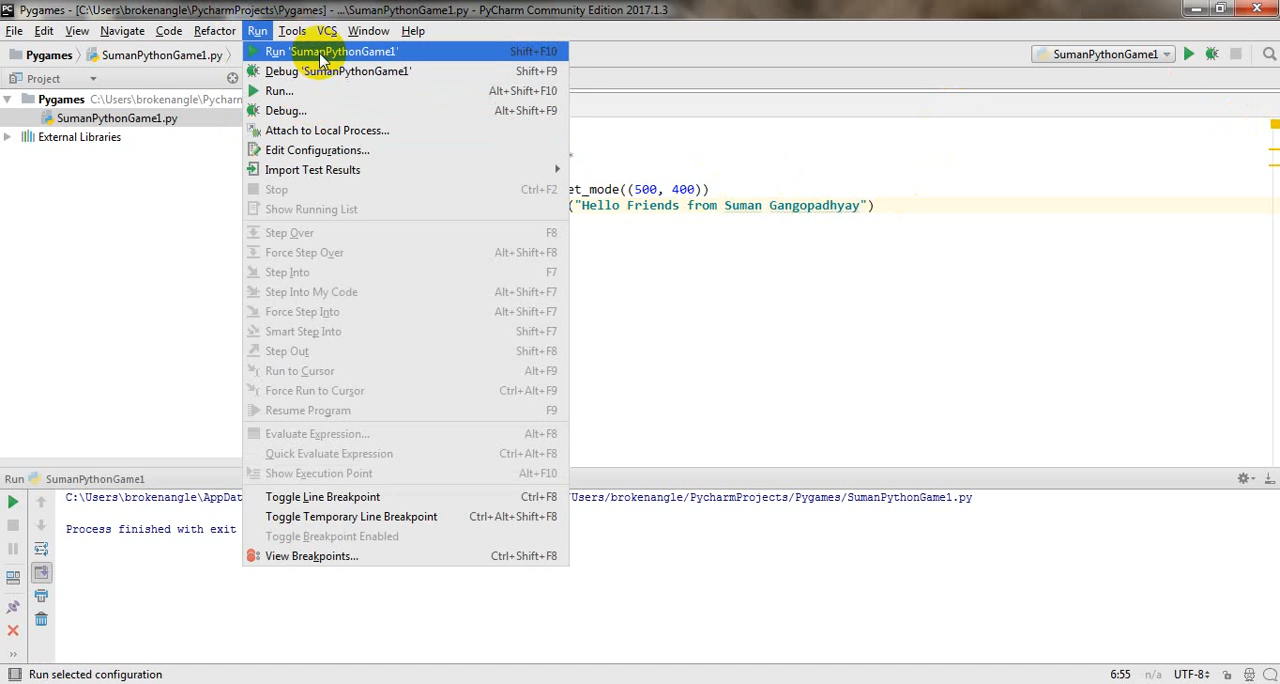 Pygames - [C:\Users\brokenangle\PycharmProjects\Pygames] - ...\SumanPythonGame1.py - PyCharm Community Edition 2017.1.3
File Edit View Navigate Code Refactor Run Tools VCS Window Help
Pygames SumanPythonGame1.py
SumanPythonGame1
Project
Pygames C:\Users\brokenangle\Pycharm
SumanPythonGame1.py
External Libraries
Run 'SumanPythonGame1' Shift+F10
Debug 'SumanPythonGame1' Shift+F9
Run... Alt+Shift+F10
Debug... Alt+Shift+F9
Attach to Local Process...
Edit Configurations...
Import Test Results
Stop Ctrl+F2
Show Running List
Step Over F8
Force Step Over Alt+Shift+F8
Step Into F7
Step Into My Code Alt+Shift+F7
Force Step Into Alt+Shift+F7
Smart Step Into Shift+F7
Step Out Shift+F8
Run to Cursor Alt+F9
Force Run to Cursor Ctrl+Alt+F9
Resume Program F9
Evaluate Expression... Alt+F8
Quick Evaluate Expression Ctrl+Alt+F8
Show Execution Point Alt+F10
Toggle Line Breakpoint Ctrl+F8
Toggle Temporary Line Breakpoint Ctrl+Alt+Shift+F8
Toggle Breakpoint Enabled
View Breakpoints... Ctrl+Shift+F8
*
et_mode((500, 400))
("Hello Friends from Suman Gangopadhyay")
Run SumanPythonGame1
C:\Users\brokenangle\AppDat /Users/brokenangle/PycharmProjects/Pygames/SumanPythonGame1.py
Process finished with exit
Run selected configuration
6:55 n/a UTF-8